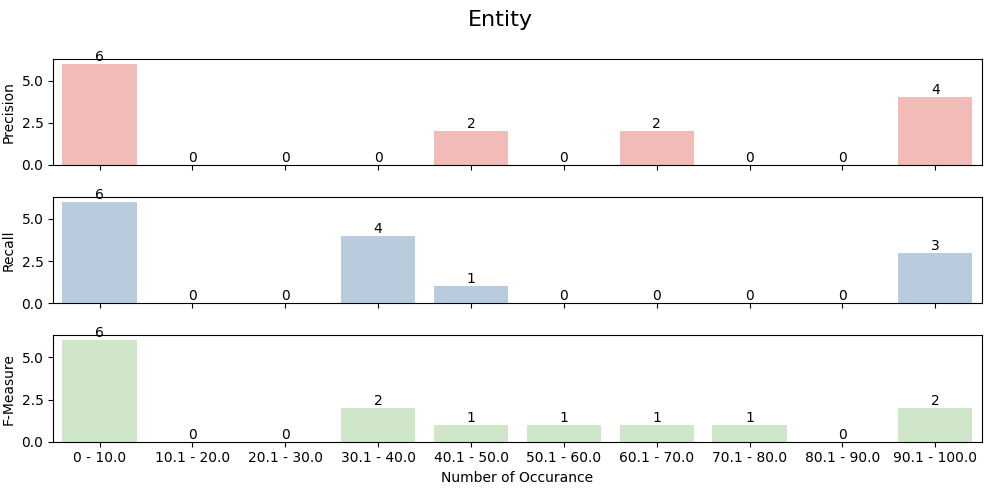 Entity
Precision
5.0
2.5
0.0
6
0
0
0
2
0
2
0
0
4
Recall
5.0
2.5
0.0
6
0
0
4
1
0
0
0
0
3
F-Measure
5.0
2.5
0.0
6
0
0
2
1
1
1
1
0
2
0 - 10.0
10.1 - 20.0
20.1 - 30.0
30.1 - 40.0
40.1 - 50.0
50.1 - 60.0
60.1 - 70.0
70.1 - 80.0
80.1 - 90.0
90.1 - 100.0
Number of Occurance